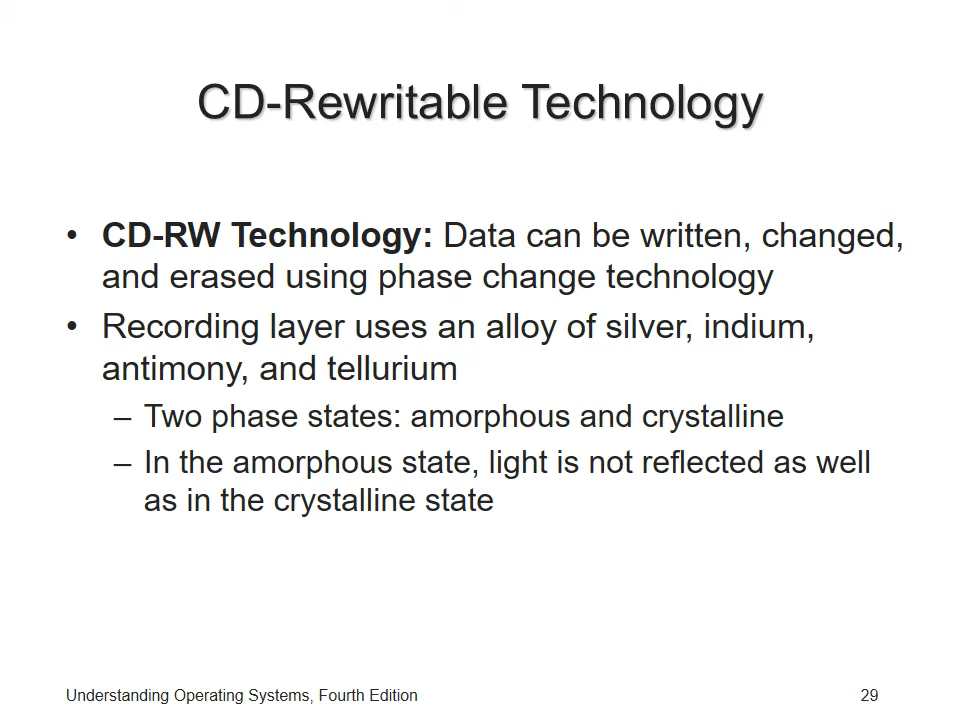 CD-Rewritable Technology
• CD-RW Technology: Data can be written, changed,
and erased using phase change technology
• Recording layer uses an alloy of silver, indium,
antimony, and tellurium
– Two phase states: amorphous and crystalline
– In the amorphous state, light is not reflected as well
as in the crystalline state
Understanding Operating Systems, Fourth Edition
29